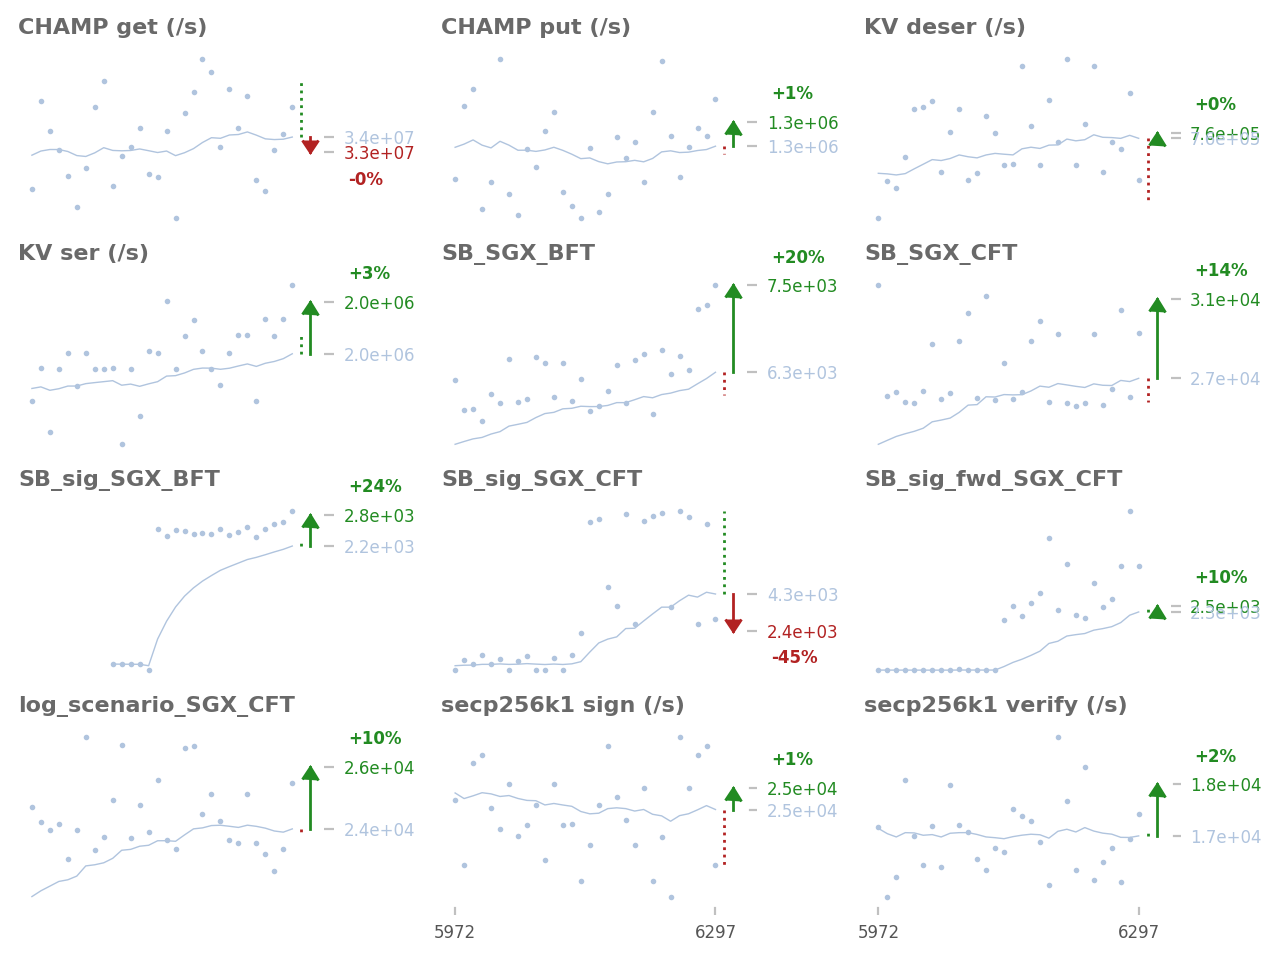 CHAMP get (/s)
3.4e+07
3.3e+07
-0%
CHAMP put (/s)
+1%
1.3e+06
1.3e+06
KV deser (/s)
+0%
7.6e+05
KV ser (/s)
+3%
2.0e+06
2.0e+06
SB_SGX_BFT
+20%
7.5e+03
6.3e+03
SB_SGX_CFT
+14%
3.1e+04
2.7e+04
SB_sig_SGX_BFT
+24%
2.8e+03
2.2e+03
SB_sig_SGX_CFT
4.3e+03
2.4e+03
-45%
SB_sig_fwd_SGX_CFT
+10%
2.5e+03
2.3e+03
log_scenario_SGX_CFT
+10%
2.6e+04
2.4e+04
secp256k1 sign (/s)
+1%
2.5e+04
2.5e+04
secp256k1 verify (/s)
+2%
1.8e+04
1.7e+04
5972
6297
5972
6297